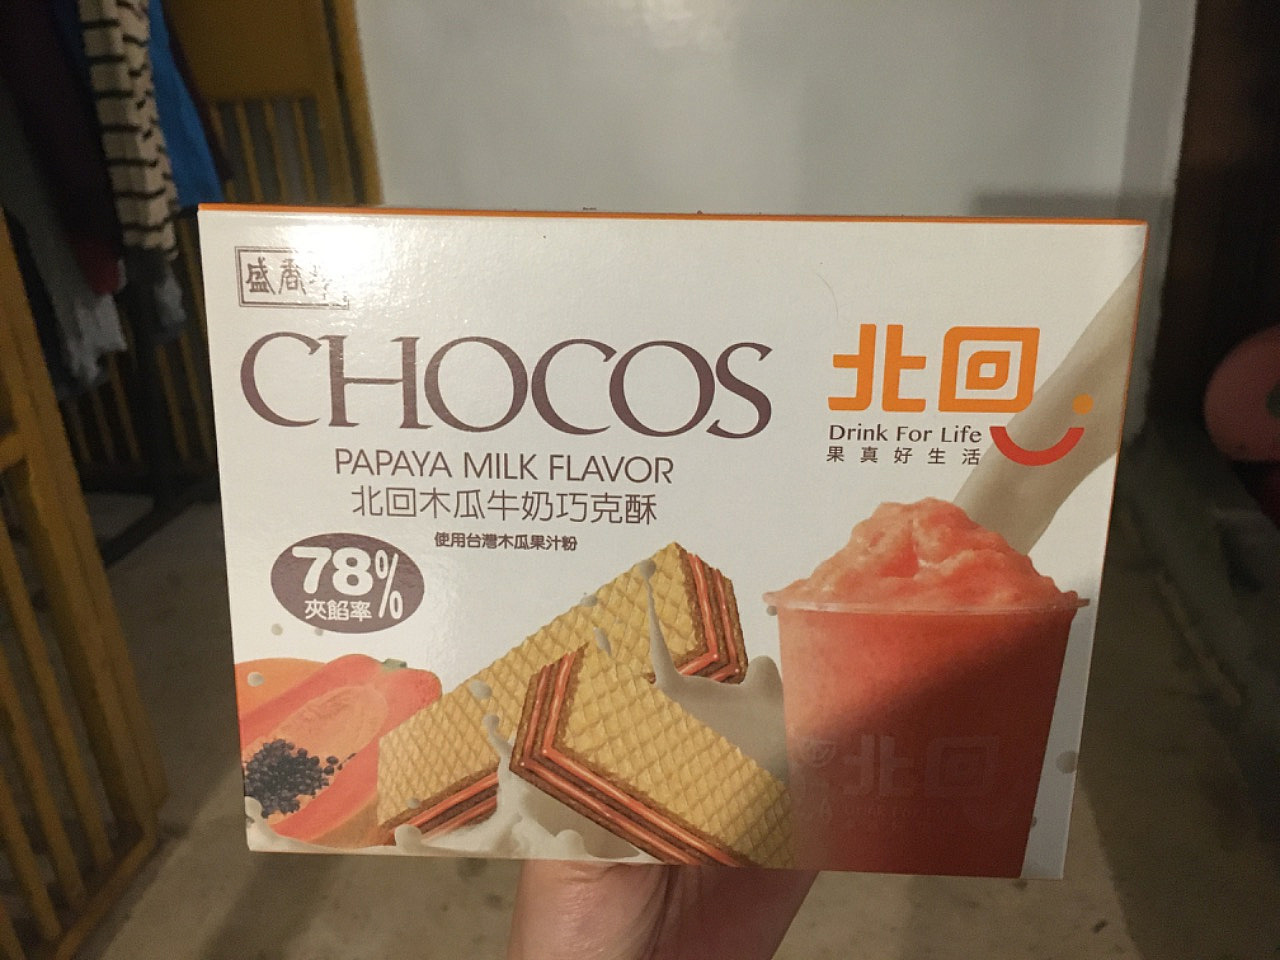 盛香
CHOCOS
PAPAYA MILK FLAVOR
北回木瓜牛奶巧克酥
使用台灣木瓜果汁粉
78%
夾餡率
北回
Drink For Life
果真好生活
北回